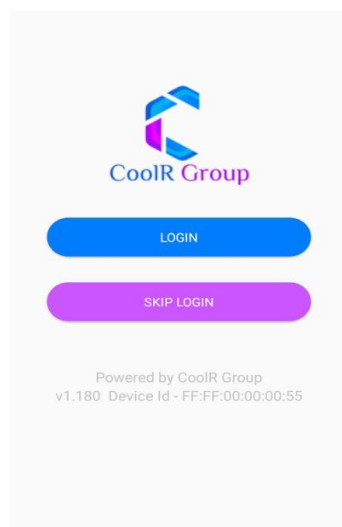 CoolR Group
LOGIN
SKIP LOGIN
Powered by CoolR Group
v1.180 Device Id - FF:FF:00:00:00:55